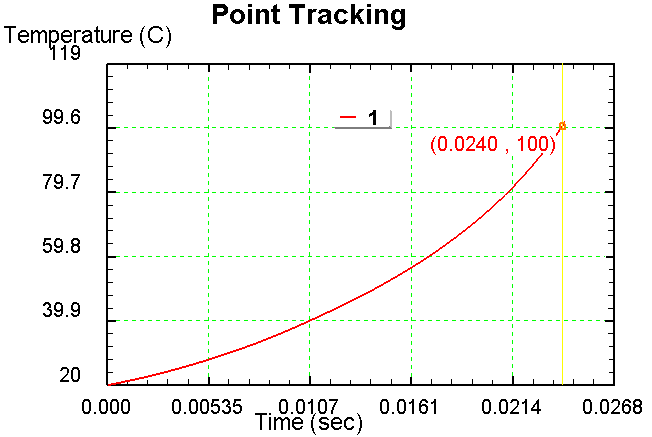 Point Tracking
Temperature (C)
119
1
99.6
(0.0240 , 100)
79.7
59.8
39.9
20
0.000 0.00535 0.0107 0.0161 0.0214 0.0268
Time (sec)